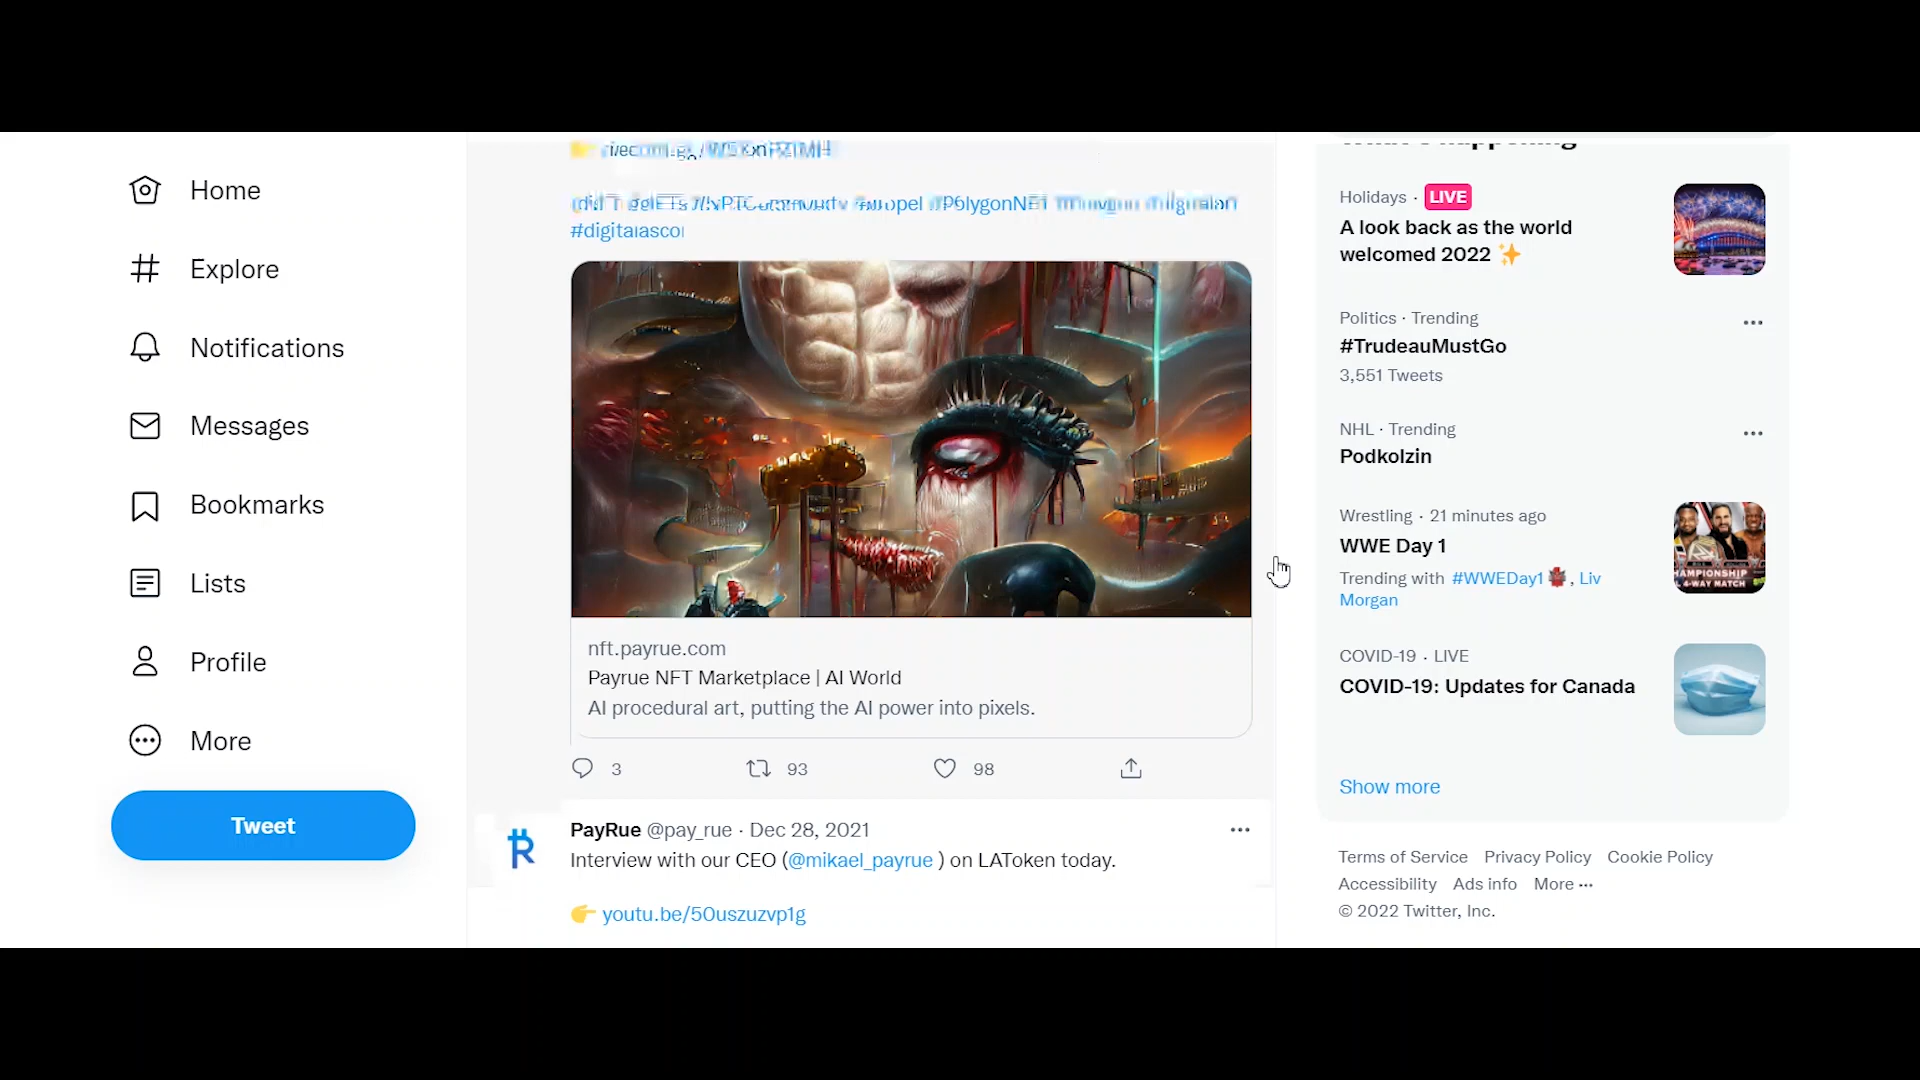 Home
Explore
Notifications
Messages
Bookmarks
Lists
Profile
More
Tweet
nft.payrue.com
Payrue NFT Marketplace | AI World
AI procedural art, putting the AI power into pixels.
3 93 98
PayRue @pay_rue · Dec 28, 2021
Interview with our CEO (@mikael_payrue ) on LAToken today.
youtu.be/50uszuzvp1g
Holidays · LIVE
A look back as the world
welcomed 2022
Politics · Trending
#TrudeauMustGo
3,551 Tweets
NHL · Trending
Podkolzin
Wrestling · 21 minutes ago
WWE Day 1
Trending with #WWEDay1 , Liv
Morgan
4-WAY MATCH
COVID-19 · LIVE
COVID-19: Updates for Canada
Show more
Terms of Service Privacy Policy Cookie Policy
Accessibility Ads info More ···
© 2022 Twitter, Inc.